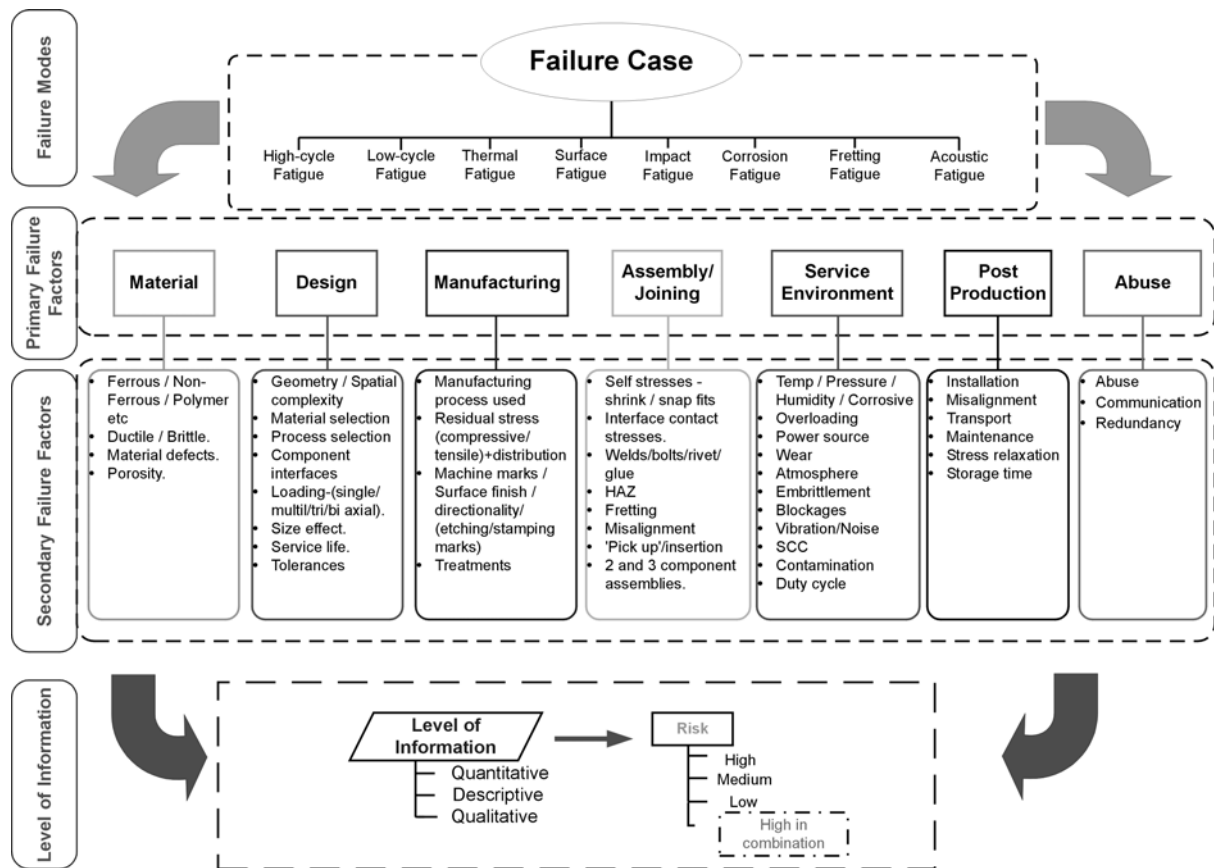 Failure Modes
Failure Case
High-cycle
Fatigue
Low-cycle
Fatigue
Thermal
Fatigue
Surface
Fatigue
Impact
Fatigue
Corrosion
Fatigue
Fretting
Fatigue
Acoustic
Fatigue
Primary Failure
Factors
Material
Design
Manufacturing
Assembly/
Joining
Service
Environment
Post
Production
Abuse
Secondary Failure Factors
• Ferrous / Non-
Ferrous / Polymer
etc
• Ductile / Brittle.
• Material defects.
• Porosity.
• Geometry / Spatial
complexity
• Material selection
• Process selection
• Component
interfaces
• Loading-(single/
multil/tri/bi axial).
• Size effect.
• Service life.
• Tolerances
• Manufacturing
process used
• Residual stress
(compressive/
tensile)+distribution
• Machine marks /
Surface finish /
directionality/
(etching/stamping
marks)
• Treatments
• Self stresses -
shrink / snap fits
• Interface contact
stresses.
• Welds/bolts/rivet/
glue
• HAZ
• Fretting
• Misalignment
• 'Pick up'/insertion
• 2 and 3 component
assemblies.
• Temp / Pressure /
Humidity / Corrosive
• Overloading
• Power source
• Wear
• Atmosphere
• Embrittlement
• Blockages
• Vibration/Noise
• SCC
• Contamination
• Duty cycle
• Installation
• Misalignment
• Transport
• Maintenance
• Stress relaxation
• Storage time
• Abuse
• Communication
• Redundancy
Level of Information
Level of
Information
Quantitative
Descriptive
Qualitative
Risk
High
Medium
Low
High in
combination